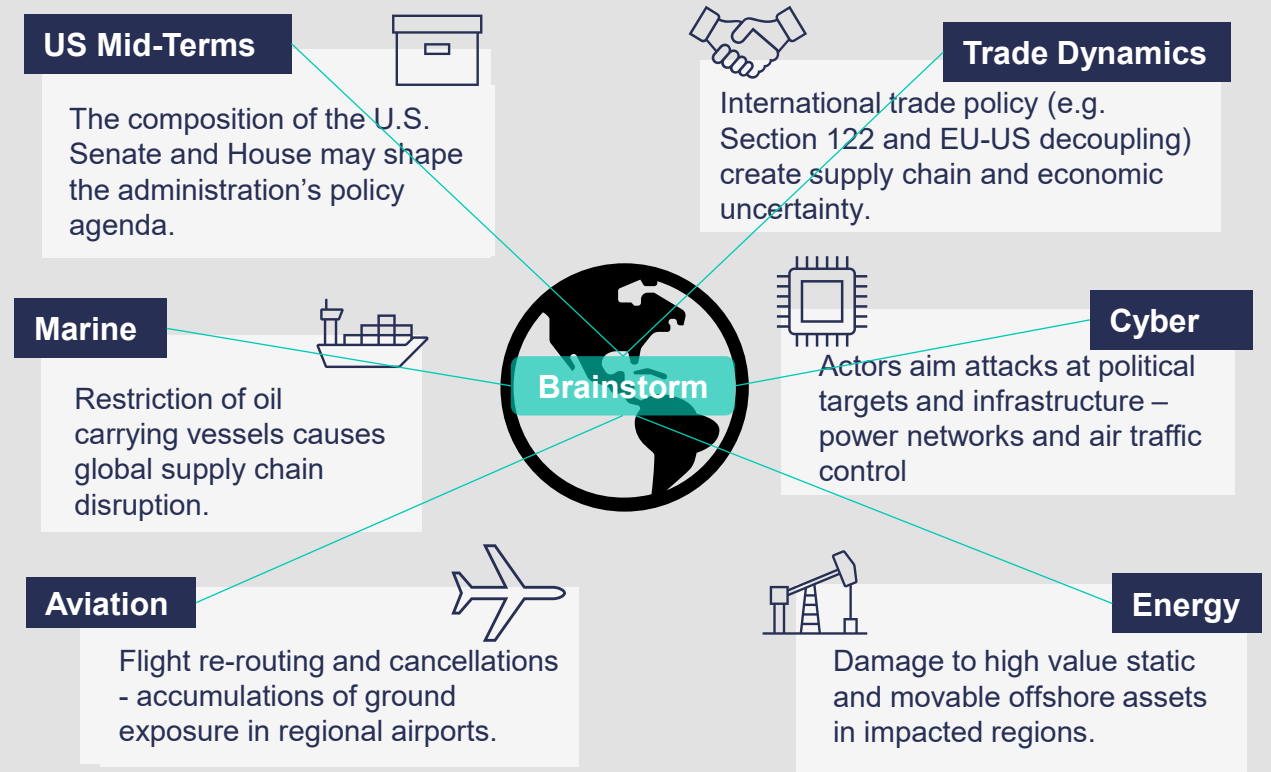 US Mid-Terms
The composition of the U.S.
Senate and House may shape
the administration’s policy
agenda.
Trade Dynamics
International trade policy (e.g.
Section 122 and EU-US decoupling)
create supply chain and economic
uncertainty.
Marine
Restriction of oil
carrying vessels causes
global supply chain
disruption.
Brainstorm
Cyber
Actors aim attacks at political
targets and infrastructure –
power networks and air traffic
control
Aviation
Flight re-routing and cancellations
- accumulations of ground
exposure in regional airports.
Energy
Damage to high value static
and movable offshore assets
in impacted regions.